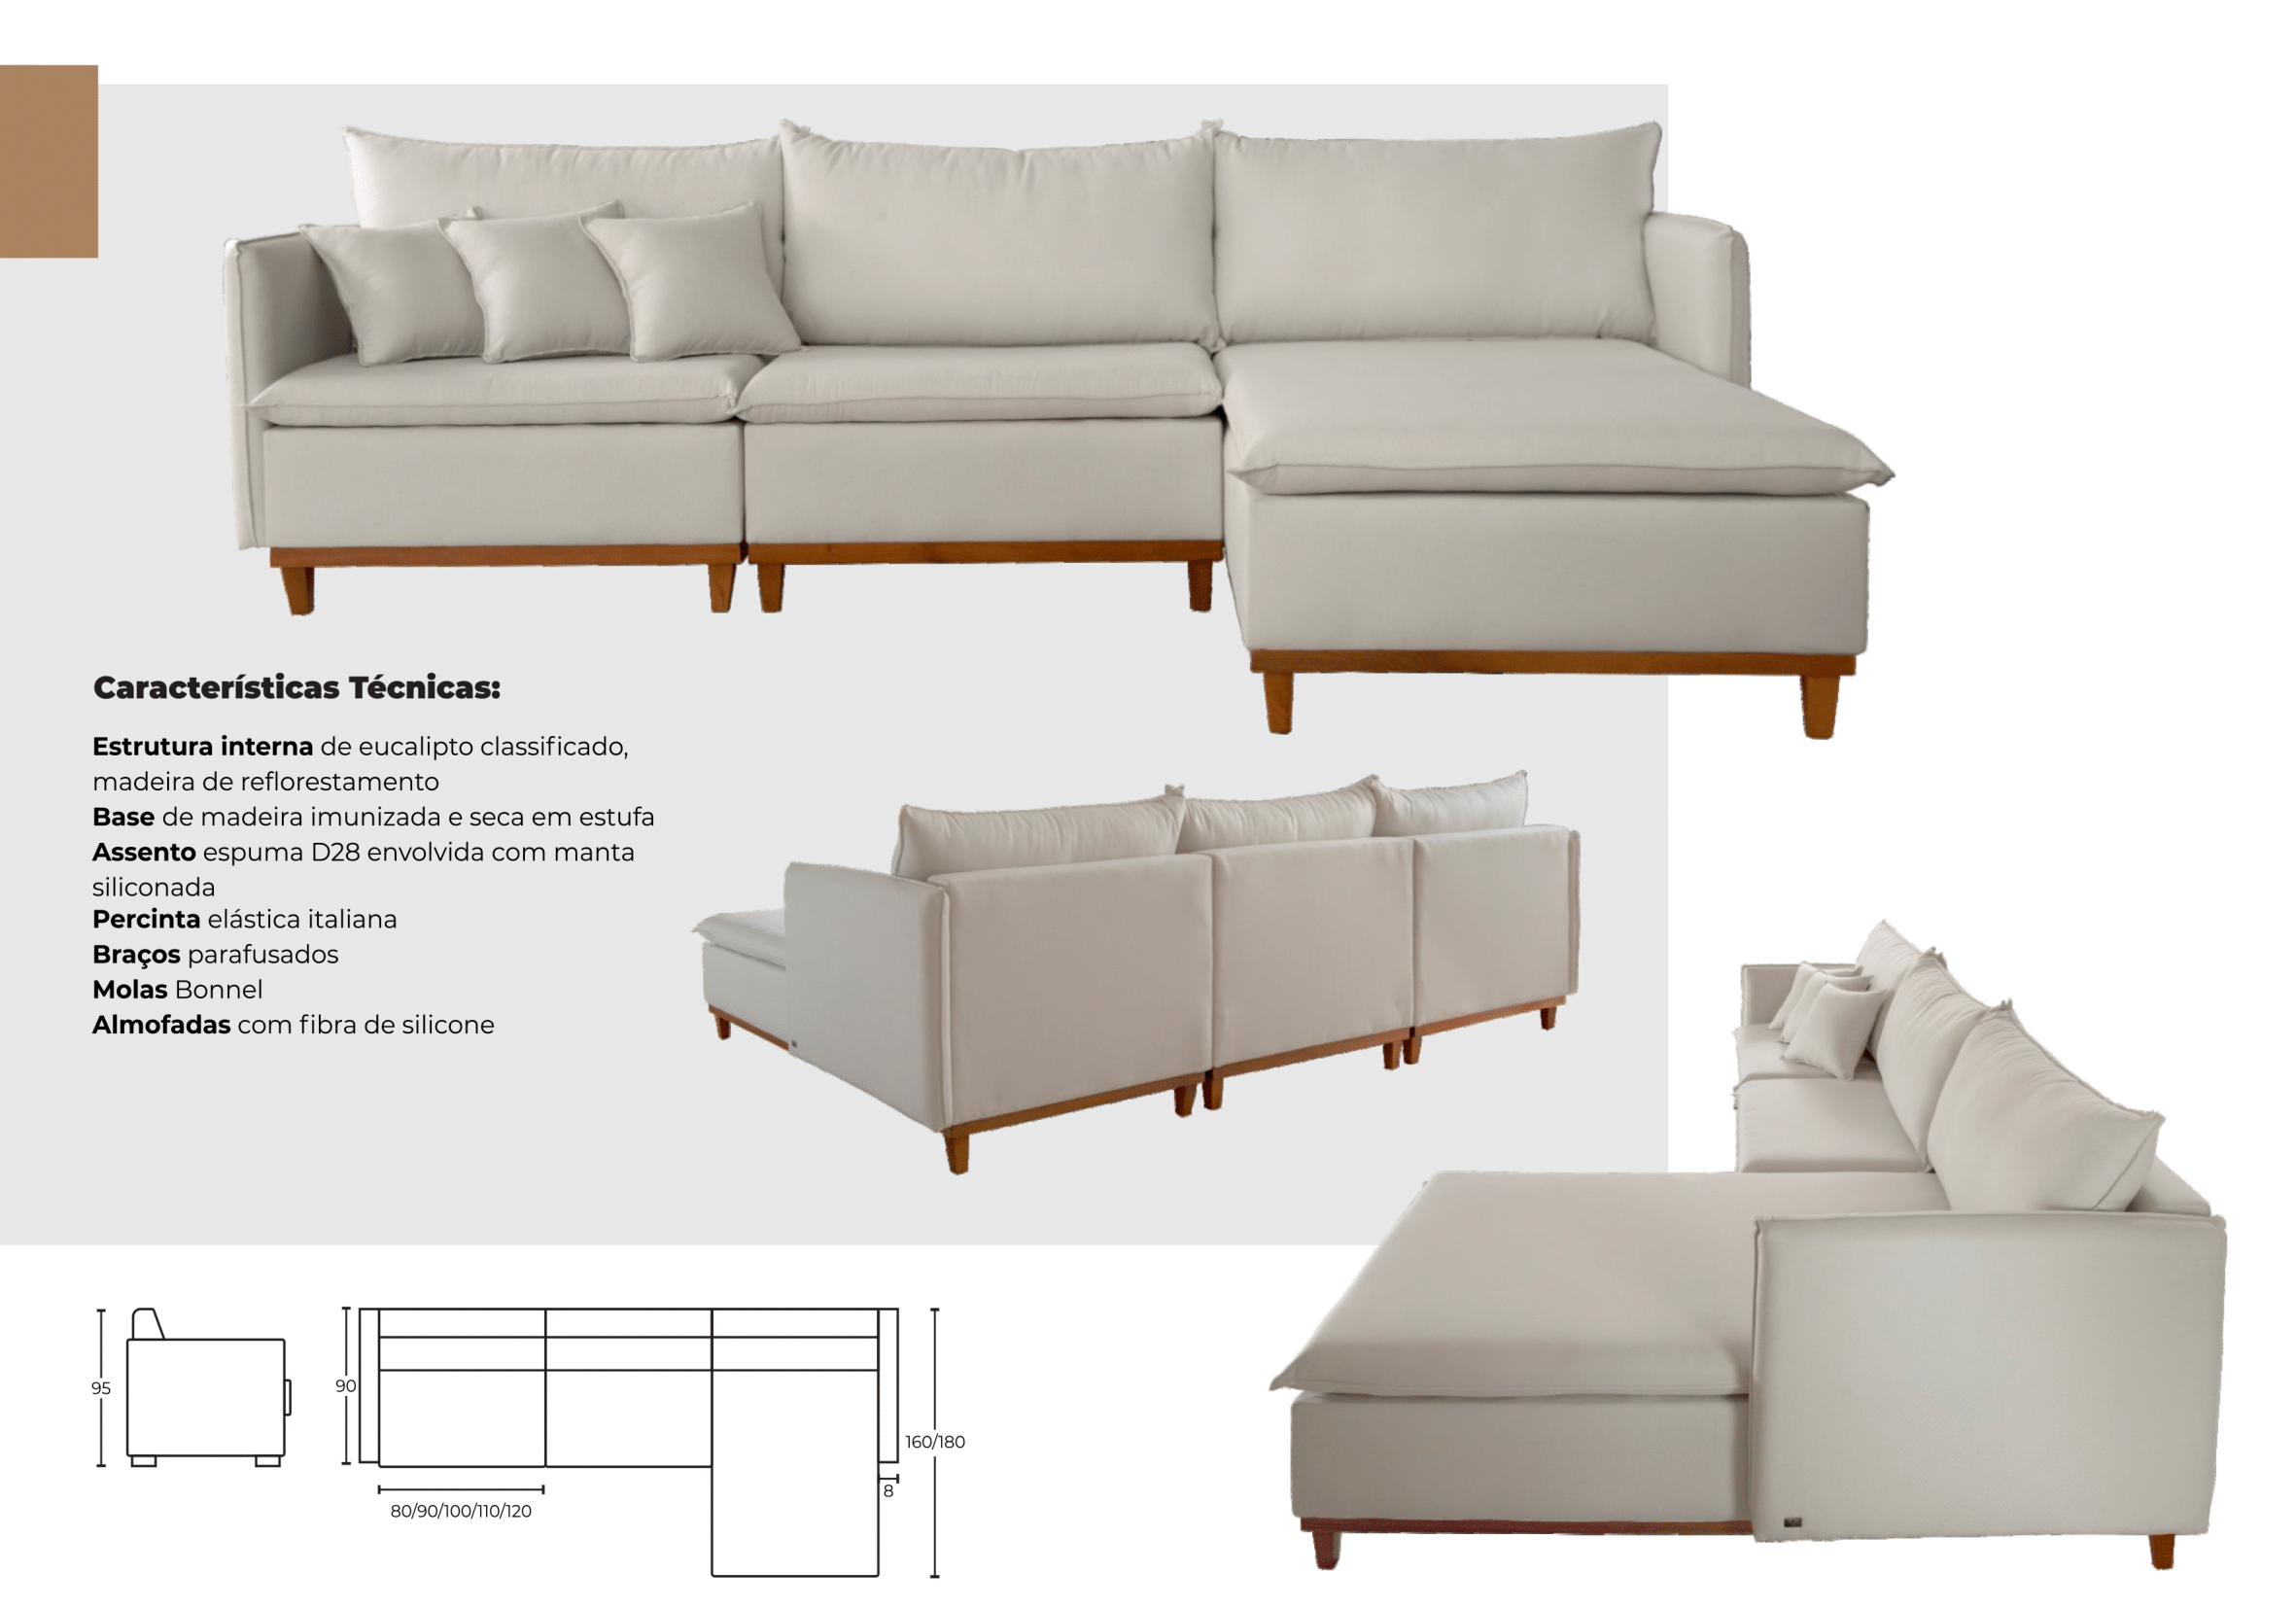 Características Técnicas:
Estrutura interna de eucalipto classificado,
madeira de reflorestamento
Base de madeira imunizada e seca em estufa
Assento espuma D28 envolvida com manta
siliconada
Percinta elástica italiana
Braços parafusados
Molas Bonnel
Almofadas com fibra de silicone
95
90
160/180
8
80/90/100/110/120